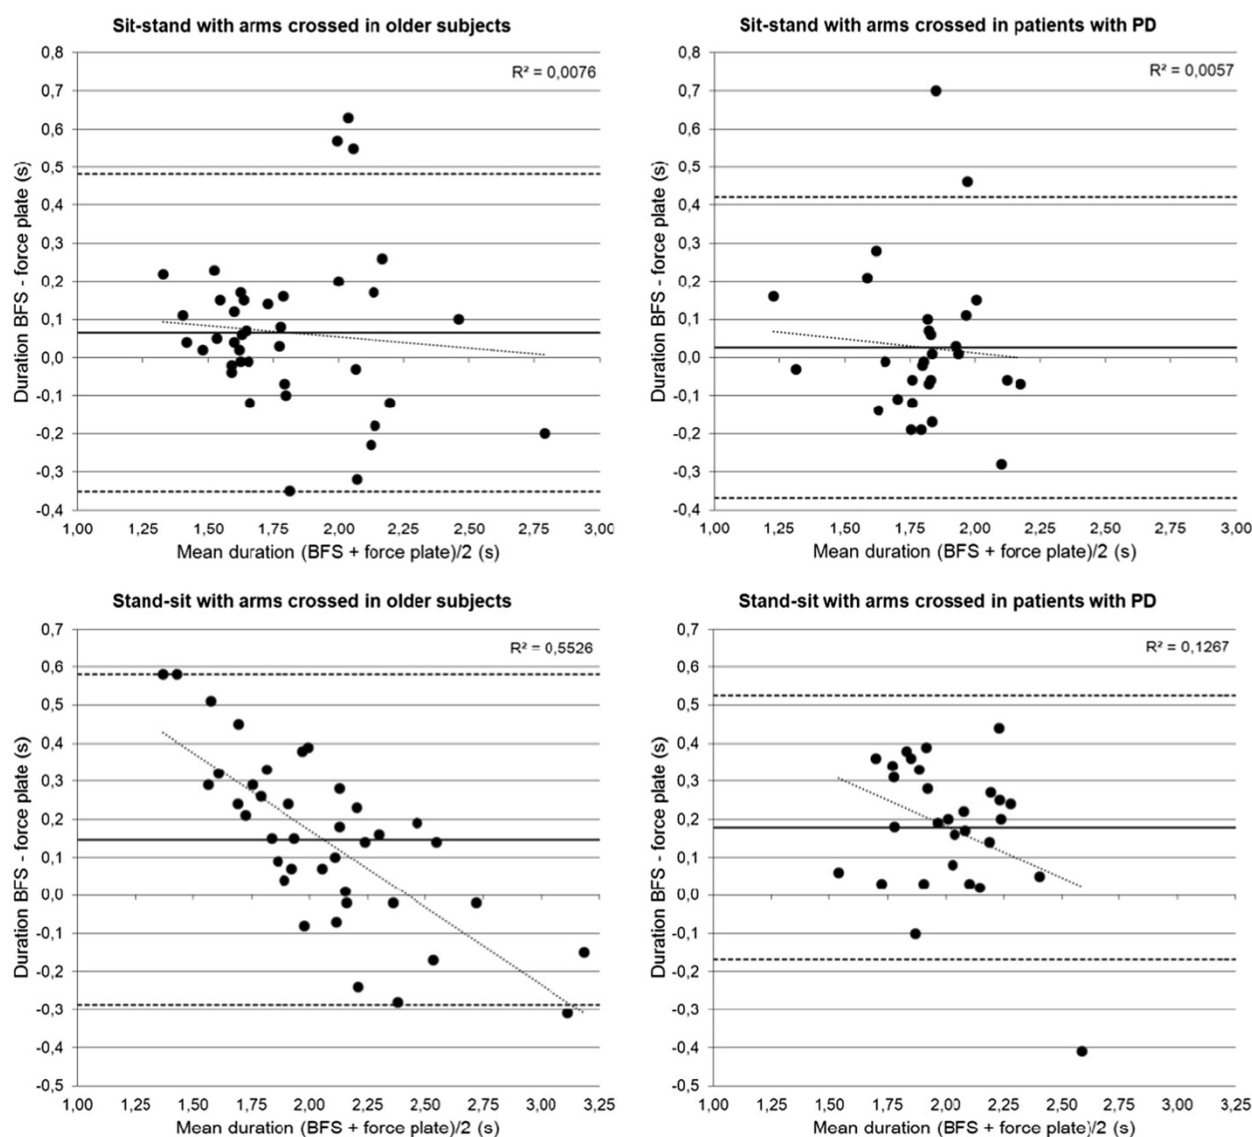 Sit-stand with arms crossed in older subjects
0,8
0,7
0,6
0,5
0,4
0,3
0,2
0,1
0,0
-0,1
-0,2
-0,3
-0,4
Duration BFS - force plate (s)
R² = 0,0076
1,00 1,50 1,75 2,00 2,25 2,50 2,75 3,00
Mean duration (BFS + force plate)/2 (s)
Sit-stand with arms crossed in patients with PD
0,8
0,7
0,6
0,5
0,4
0,3
0,2
0,1
0,0
-0,1
-0,2
-0,3
-0,4
Duration BFS - force plate (s)
R² = 0,0057
1,00 1,50 1,75 2,00 2,25 2,50 2,75 3,00
Mean duration (BFS + force plate)/2 (s)
Stand-sit with arms crossed in older subjects
0,7
0,6
0,5
0,4
0,3
0,2
0,1
0,0
-0,1
-0,2
-0,3
-0,4
-0,5
Duration BFS - force plate (s)
R² = 0,5526
1,00 1,25 1,50 1,75 2,00 2,25 2,50 2,75 3,00 3,25
Mean duration (BFS + force plate)/2 (s)
Stand-sit with arms crossed in patients with PD
0,7
0,6
0,5
0,4
0,3
0,2
0,1
0,0
-0,1
-0,2
-0,3
-0,4
-0,5
Duration BFS - force plate (s)
R² = 0,1267
1,00 1,25 1,50 1,75 2,00 2,25 2,50 2,75 3,00 3,25
Mean duration (BFS + force plate)/2 (s)